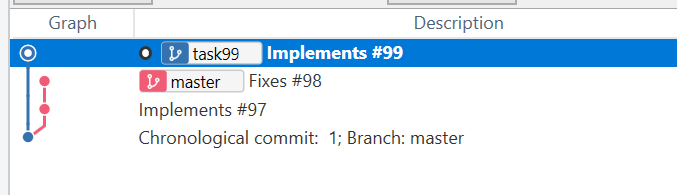 Graph Description
task99 Implements #99
master Fixes #98
Implements #97
Chronological commit:  1; Branch: master